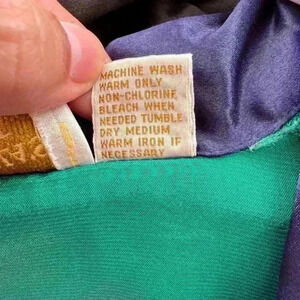 MACHINE WASH
WARM ONLY
NON-CHLORINE
BLEACH WHEN
NEEDED TUMBLE
DRY MEDIUM
WARM IRON IF
NECESSARY